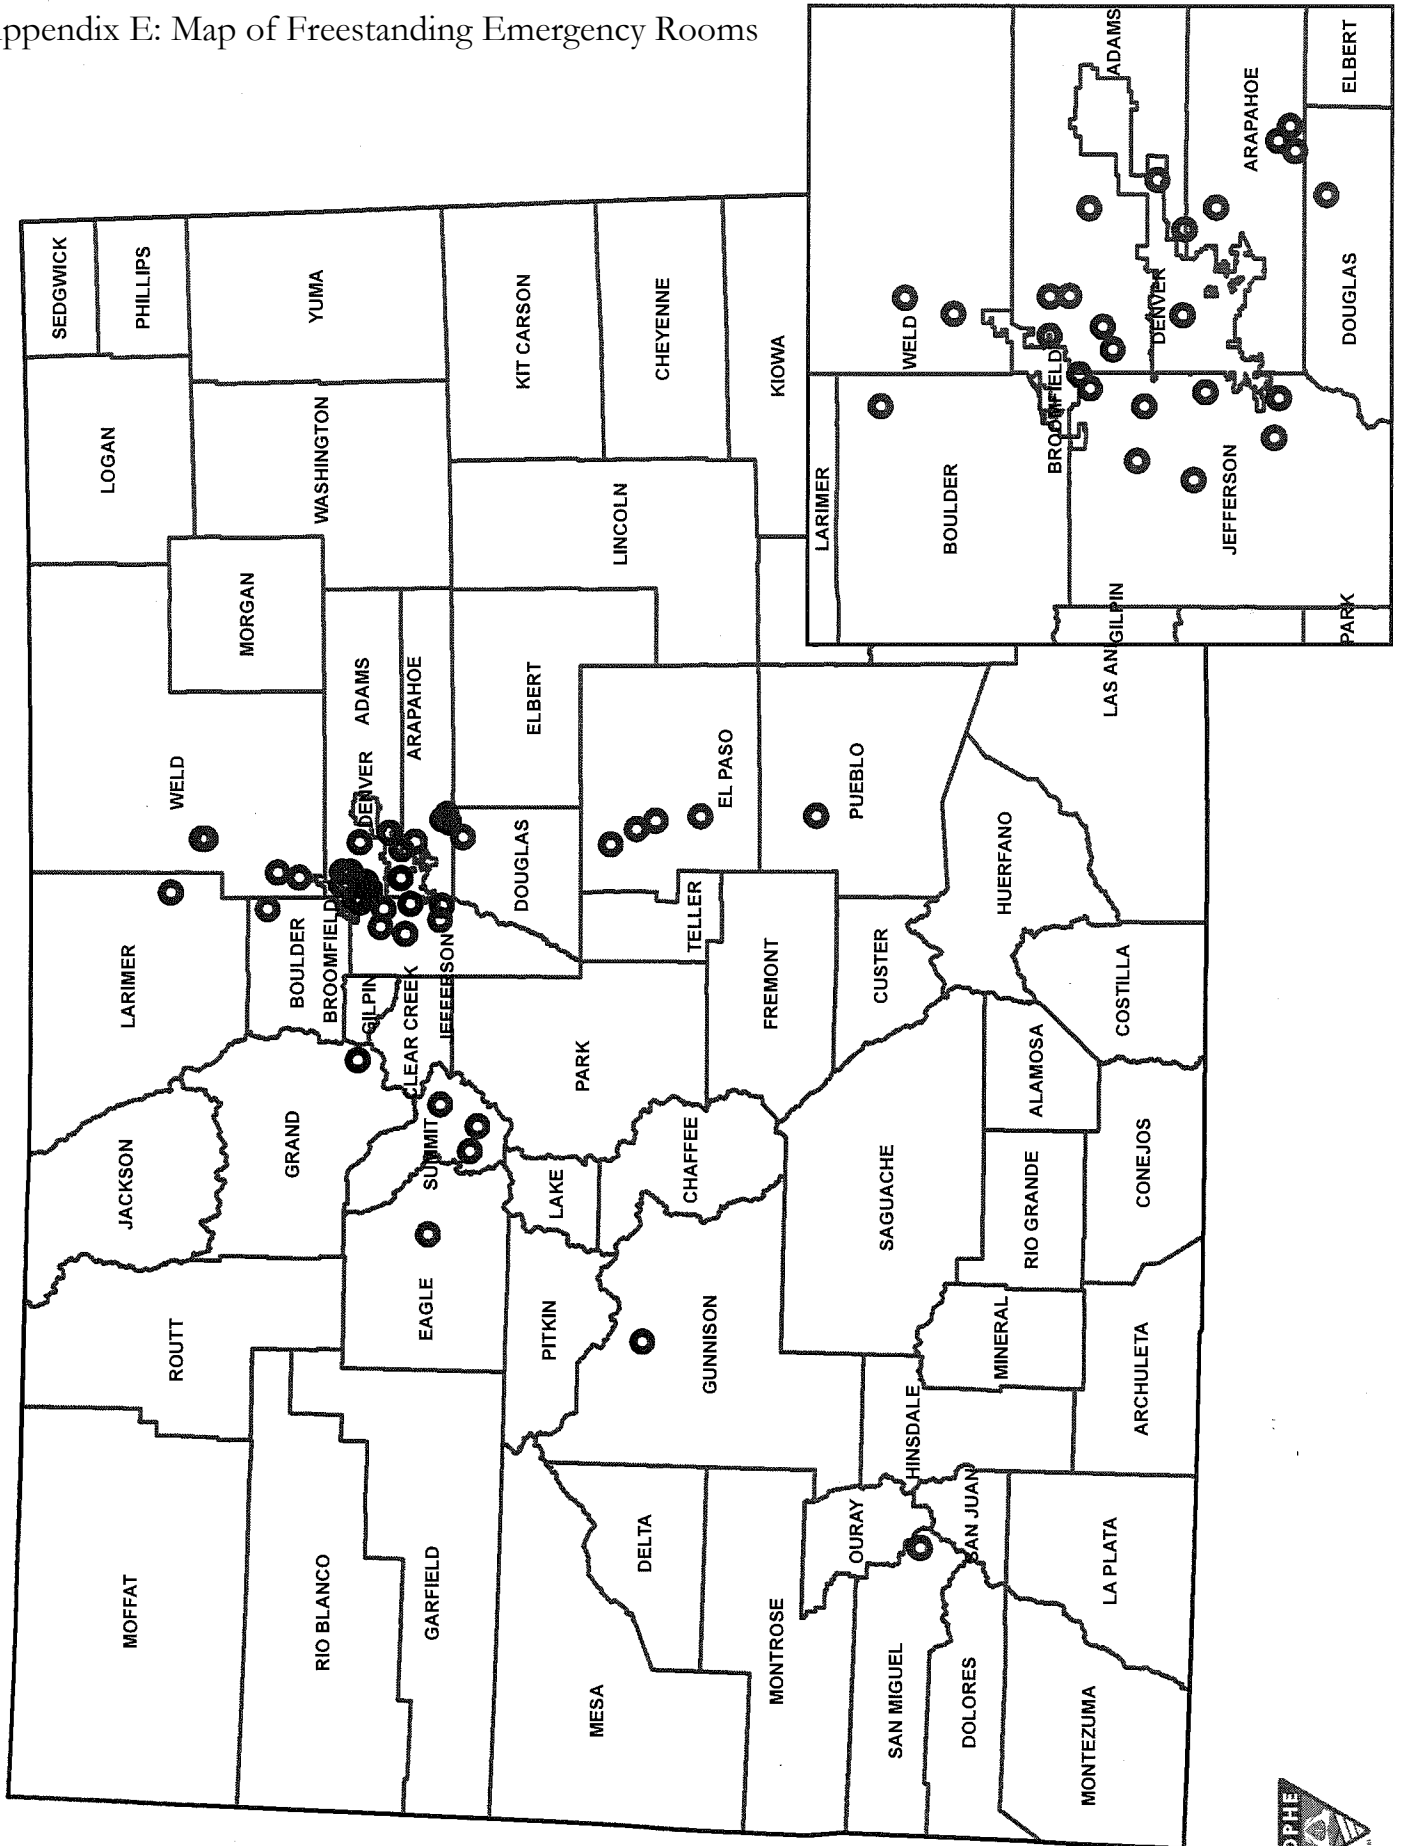 ppendix E: Map of Freestanding Emergency Rooms
SEDGWICK
PHILLIPS
YUMA
KIT CARSON
CHEYENNE
KIOWA
LOGAN
WASHINGTON
LINCOLN
MORGAN
ADAMS
ARAPAHOE
ELBERT
WELD
DENVER
DOUGLAS
EL PASO
PUEBLO
LAS AN
HUERFANO
LARIMER
BOULDER
BROOMFIELD
GILPIN
CLEAR CREEK
JEFFERSON
TELLER
FREMONT
CUSTER
COSTILLA
PARK
ALAMOSA
JACKSON
GRAND
SUMMIT
LAKE
CHAFFEE
SAGUACHE
RIO GRANDE
CONEJOS
ROUTT
EAGLE
PITKIN
GUNNISON
MINERAL
ARCHULETA
HINSDALE
MOFFAT
RIO BLANCO
GARFIELD
MESA
DELTA
MONTROSE
OURAY
SAN JUAN
LA PLATA
SAN MIGUEL
DOLORES
MONTEZUMA
ADAMS
ARAPAHOE
ELBERT
WELD
DENVER
DOUGLAS
BROOMFIELD
LARIMER
BOULDER
JEFFERSON
GILPIN
PARK
OPHE